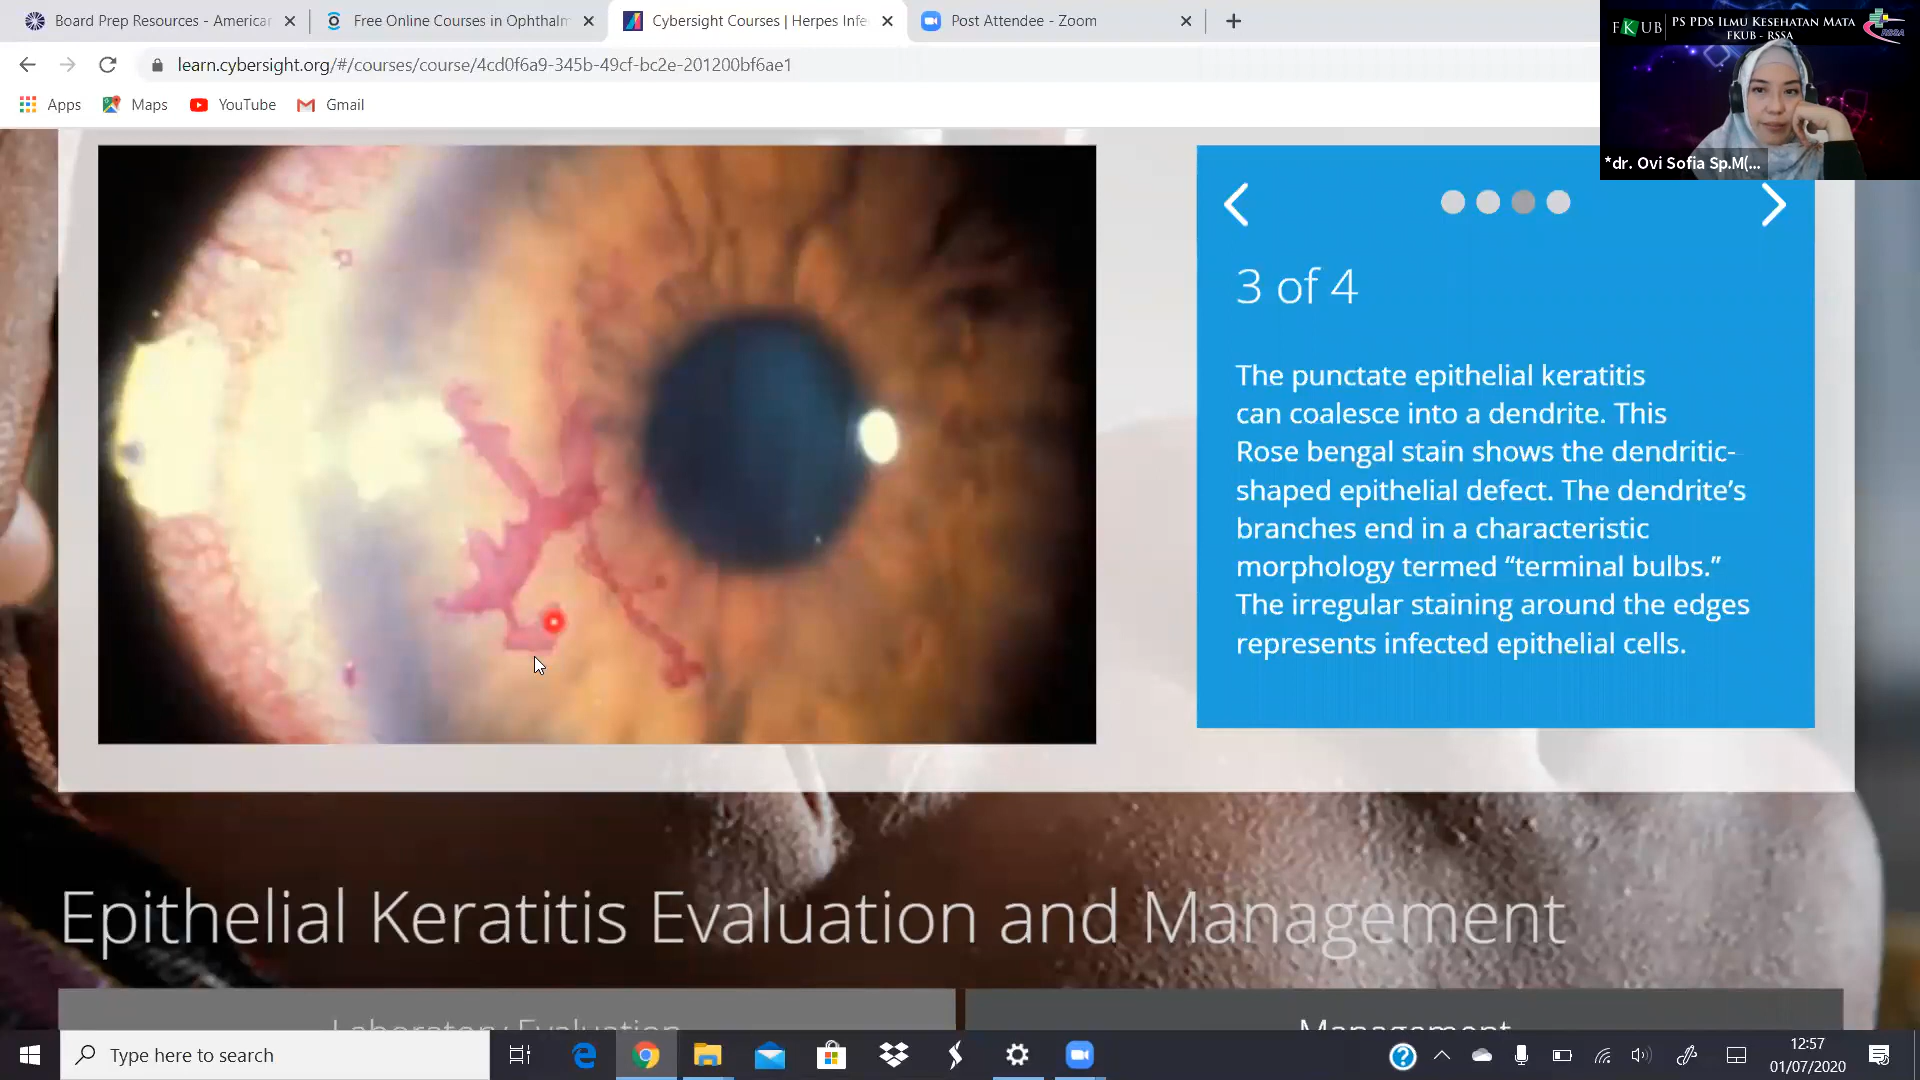 Board Prep Resources - America
Free Online Courses in Ophthalm
Cybersight Courses | Herpes Infe
Post Attendee - Zoom
learn.cybersight.org/#/courses/course/4cd0f6a9-345b-49cf-bc2e-201200bf6ae1
Apps
Maps
YouTube
Gmail
FKUB
PS PDS Ilmu Kesehatan Mata
FKUB - RSSA
RSSA
*dr. Ovi Sofia Sp.M(...
3 of 4
The punctate epithelial keratitis
can coalesce into a dendrite. This
Rose bengal stain shows the dendritic-
shaped epithelial defect. The dendrite’s
branches end in a characteristic
morphology termed “terminal bulbs.”
The irregular staining around the edges
represents infected epithelial cells.
Epithelial Keratitis Evaluation and Management
Laboratory Evaluation
Management
Type here to search
12:57
01/07/2020